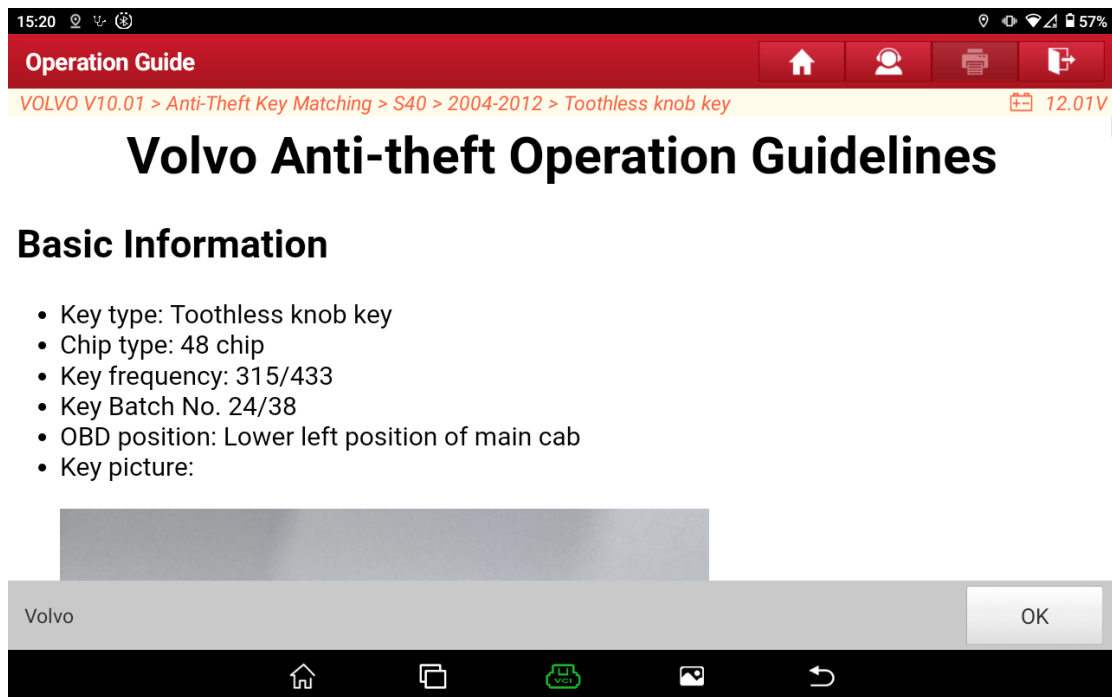 15:20 57%
Operation Guide
VOLVO V10.01 > Anti-Theft Key Matching > S40 > 2004-2012 > Toothless knob key 12.01V
Volvo Anti-theft Operation Guidelines
Basic Information
• Key type: Toothless knob key
• Chip type: 48 chip
• Key frequency: 315/433
• Key Batch No. 24/38
• OBD position: Lower left position of main cab
• Key picture:
Volvo OK
VCI